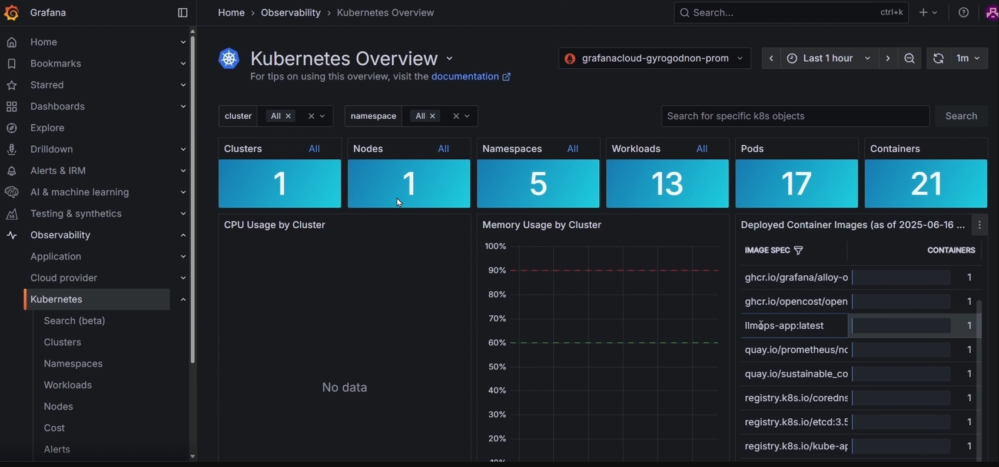 Grafana
Home › Observability › Kubernetes Overview
Search...
ctrl+k
Home
Bookmarks
Starred
Dashboards
Explore
Drilldown
Alerts & IRM
AI & machine learning
Testing & synthetics
Observability
Application
Cloud provider
Kubernetes
Search (beta)
Clusters
Namespaces
Workloads
Nodes
Cost
Alerts
Kubernetes Overview
For tips on using this overview, visit the documentation
grafanacloud-gyrogodnon-prom
Last 1 hour
1m
cluster
All
namespace
All
Search for specific k8s objects
Search
Clusters All
1
Nodes All
1
Namespaces All
5
Workloads All
13
Pods
17
Containers
21
CPU Usage by Cluster
No data
Memory Usage by Cluster
100%
90%
80%
70%
60%
50%
40%
30%
20%
Deployed Container Images (as of 2025-06-16 ...
IMAGE SPEC CONTAINERS
ghcr.io/grafana/alloy-o 1
ghcr.io/opencost/open 1
llmops-app:latest 1
quay.io/prometheus/no 1
quay.io/sustainable_co 1
registry.k8s.io/coredns 1
registry.k8s.io/etcd:3.5 1
registry.k8s.io/kube-ap 1